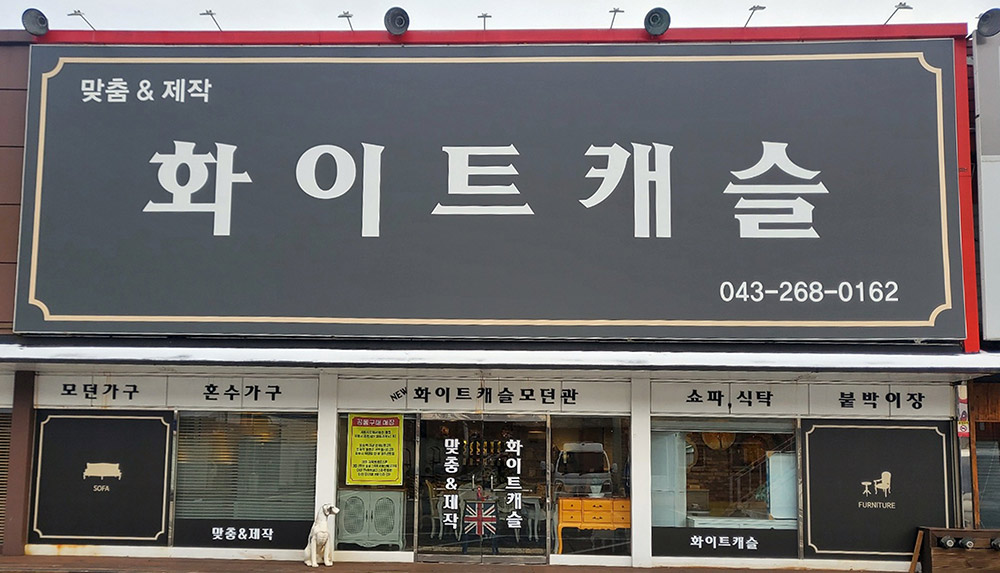 맞춤 & 제작
화이트캐슬
043-268-0162
모던가구
혼수가구
NEW 화이트캐슬모던관
쇼파,식탁
붙박이장
SOFA
맞춤&제작
맞춤&제작
화이트캐슬
화이트캐슬
FURNITURE